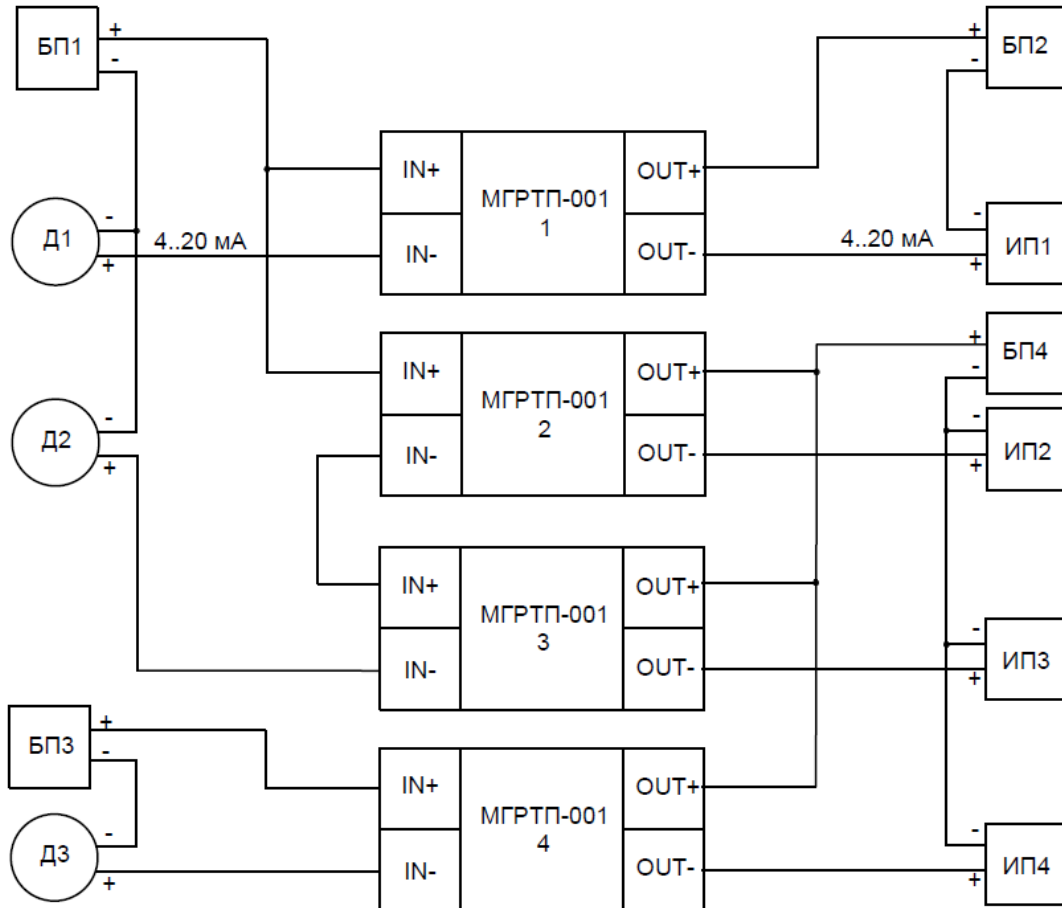 БП1
+
-
+
БП2
-
IN+
OUT+
МГРТП-001
1
Д1
-
+
4..20 мА
IN-
OUT-
4..20 мА
-
+
ИП1
IN+
OUT+
МГРТП-001
2
+
БП4
-
Д2
-
+
IN-
OUT-
-
+
ИП2
IN+
OUT+
МГРТП-001
3
IN-
OUT-
-
+
ИП3
БП3
+
-
IN+
OUT+
МГРТП-001
4
Д3
-
+
IN-
OUT-
-
+
ИП4